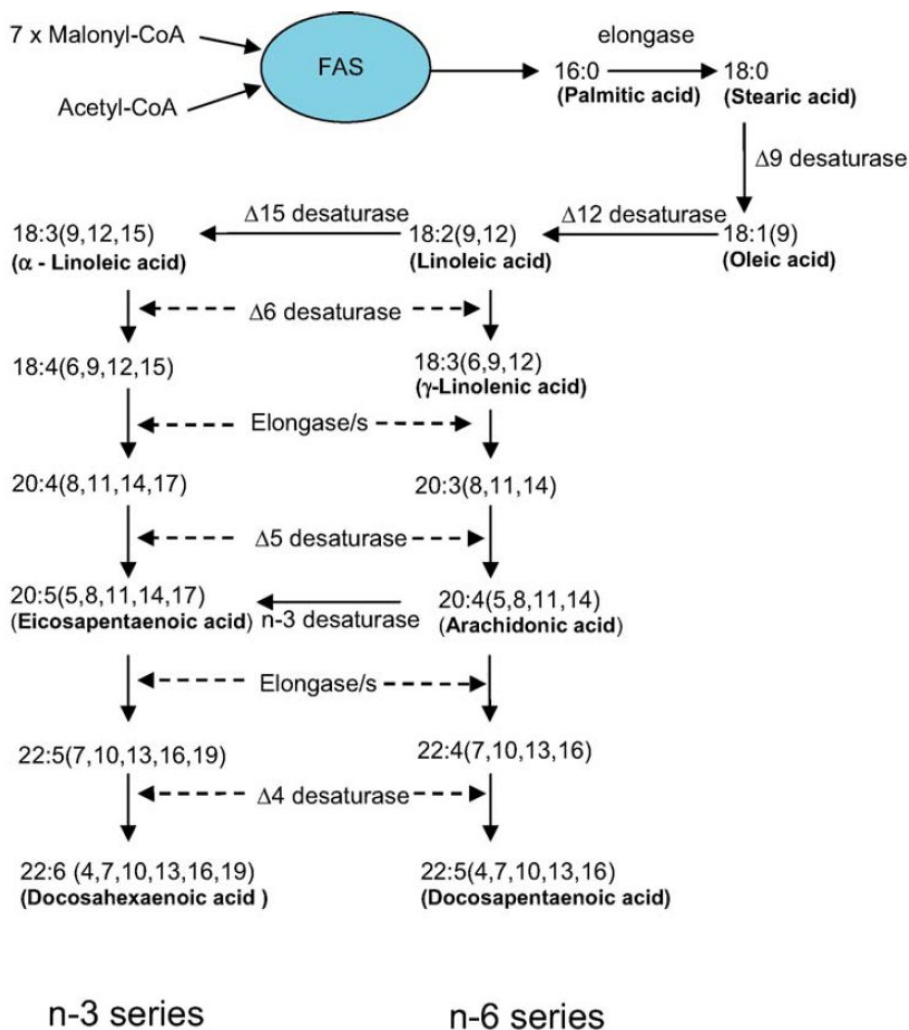 7 x Malonyl-CoA
Acetyl-CoA
FAS
elongase
16:0
(Palmitic acid)
18:0
(Stearic acid)
Δ9 desaturase
18:3(9,12,15)
(α - Linoleic acid)
Δ15 desaturase
18:2(9,12)
(Linoleic acid)
Δ12 desaturase
18:1(9)
(Oleic acid)
Δ6 desaturase
18:4(6,9,12,15)
18:3(6,9,12)
(γ-Linolenic acid)
Elongase/s
20:4(8,11,14,17)
20:3(8,11,14)
Δ5 desaturase
20:5(5,8,11,14,17)
(Eicosapentaenoic acid)
n-3 desaturase
20:4(5,8,11,14)
(Arachidonic acid)
Elongase/s
22:5(7,10,13,16,19)
22:4(7,10,13,16)
Δ4 desaturase
22:6 (4,7,10,13,16,19)
(Docosahexaenoic acid )
22:5(4,7,10,13,16)
(Docosapentaenoic acid)
n-3 series
n-6 series